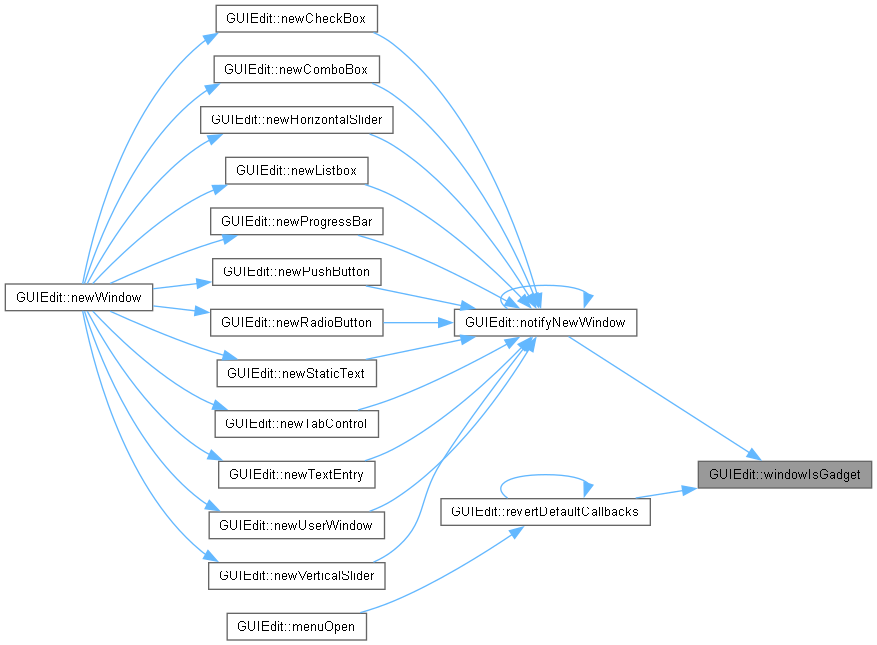 GUIEdit::newCheckBox
GUIEdit::newComboBox
GUIEdit::newHorizontalSlider
GUIEdit::newListbox
GUIEdit::newProgressBar
GUIEdit::newPushButton
GUIEdit::newWindow
GUIEdit::newRadioButton
GUIEdit::notifyNewWindow
GUIEdit::newStaticText
GUIEdit::newTabControl
GUIEdit::newTextEntry
GUIEdit::windowIsGadget
GUIEdit::revertDefaultCallbacks
GUIEdit::newUserWindow
GUIEdit::newVerticalSlider
GUIEdit::menuOpen